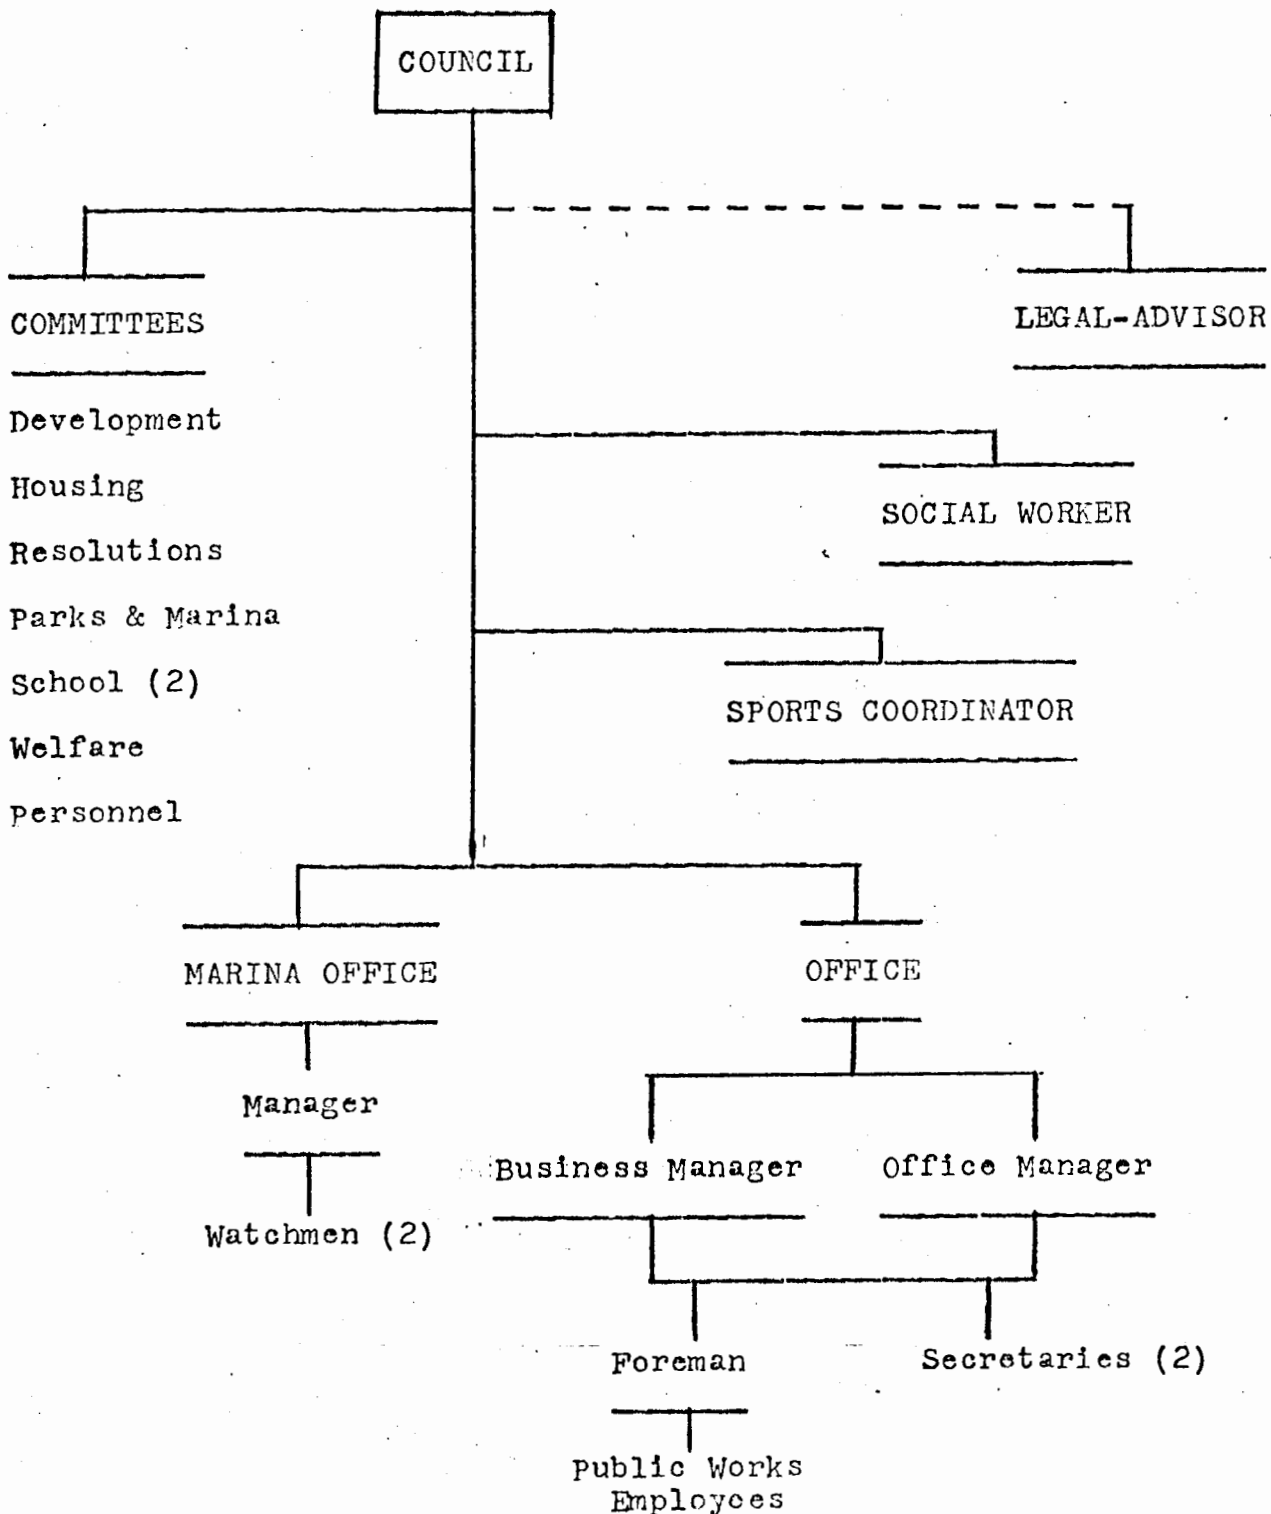 COUNCIL
COMMITTEES
LEGAL-ADVISOR
Development
Housing
Resolutions
Parks & Marina
School (2)
Welfare
Personnel
SOCIAL WORKER
SPORTS COORDINATOR
MARINA OFFICE
OFFICE
Manager
Watchmen (2)
Business Manager
Office Manager
Foreman
Secretaries (2)
Public Works
Employees